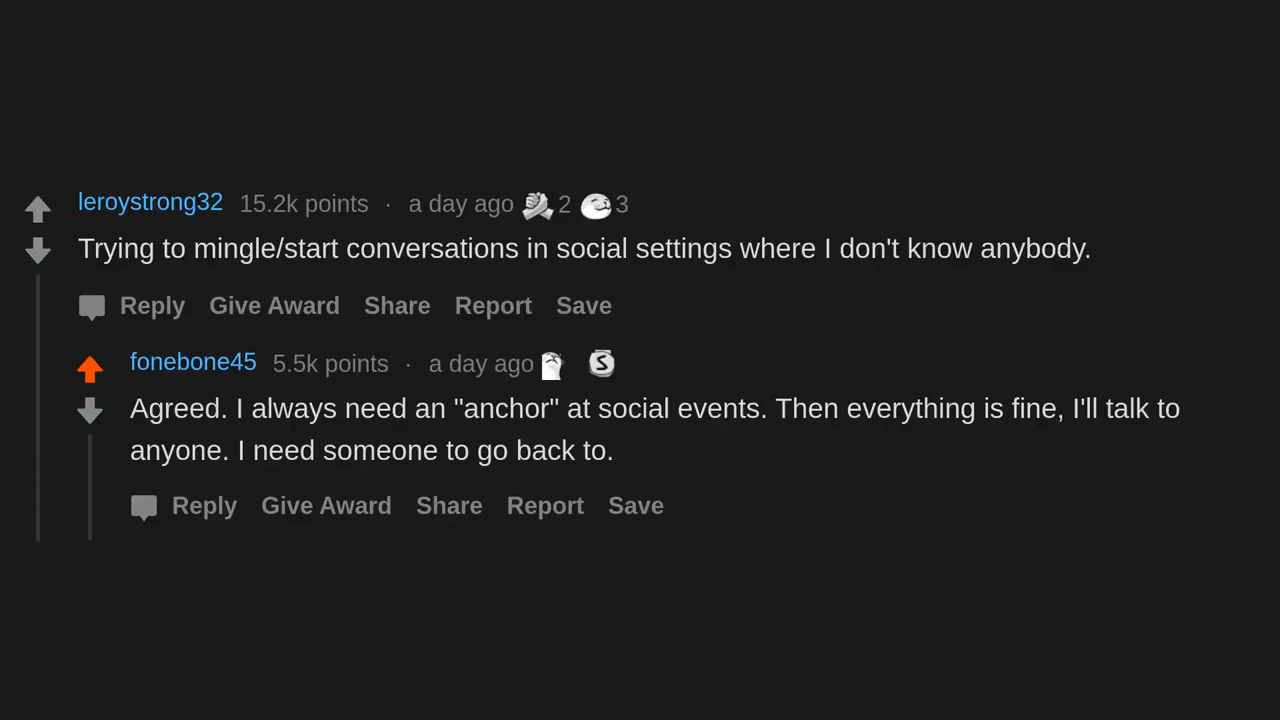 leroystrong32 15.2k points · a day ago 2 3
Trying to mingle/start conversations in social settings where I don't know anybody.
Reply Give Award Share Report Save
fonebone45 5.5k points · a day ago S
Agreed. I always need an "anchor" at social events. Then everything is fine, I'll talk to
anyone. I need someone to go back to.
Reply Give Award Share Report Save